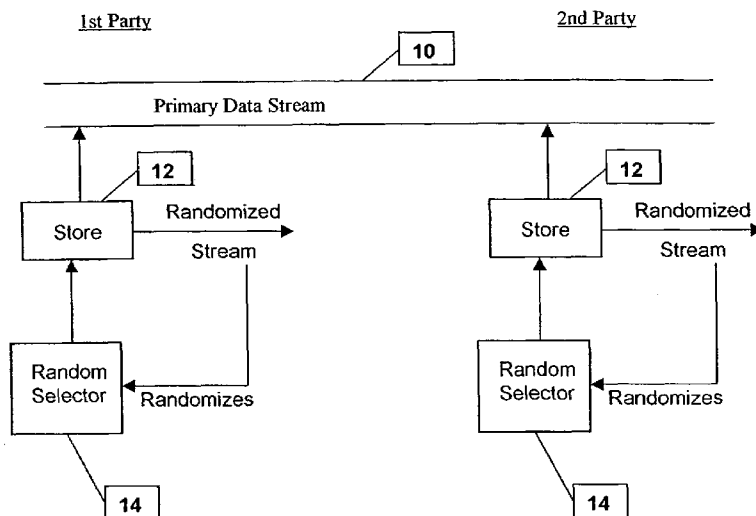 1st Party
2nd Party
10
Primary Data Stream
12
12
Store
Randomized
Stream
Store
Randomized
Stream
Random
Selector
Randomizes
Random
Selector
Randomizes
14
14